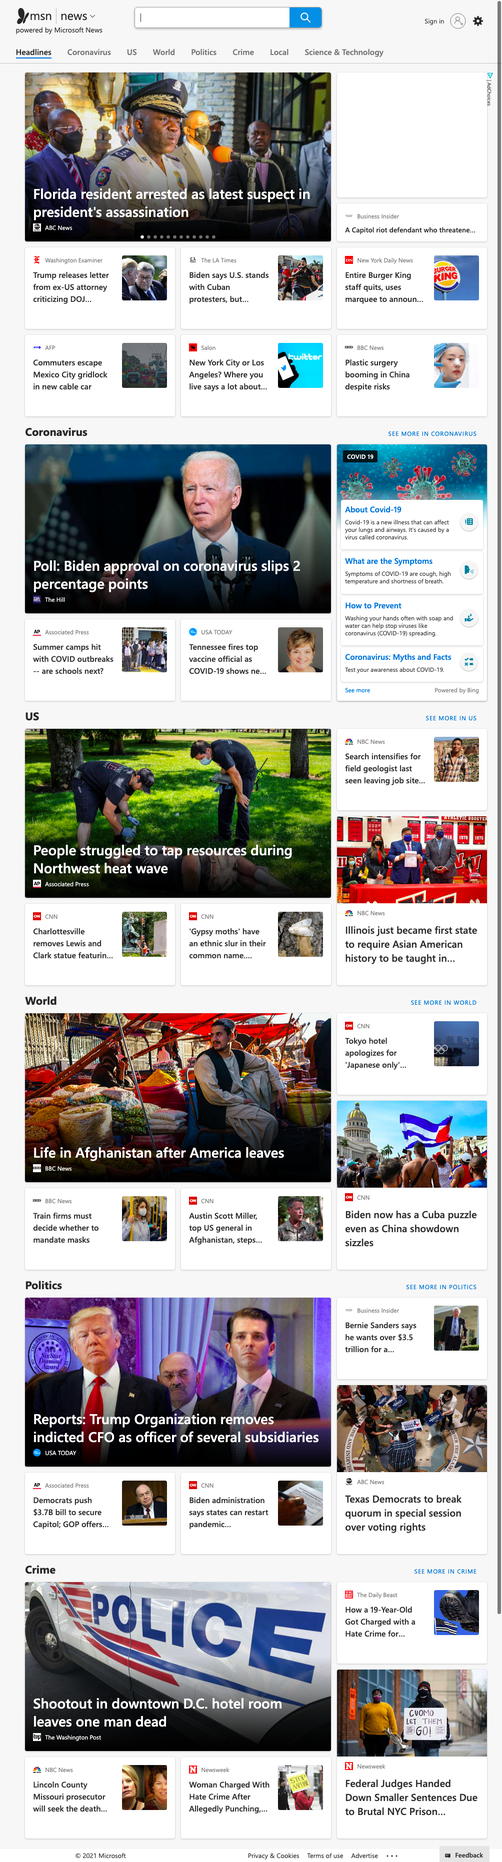 msn news
powered by Microsoft News
Sign in
Headlines Coronavirus US World Politics Crime Local Science & Technology
Florida resident arrested as latest suspect in
president's assassination
ABC News
AdChoices
Business Insider
A Capitol riot defendant who threatene...
Washington Examiner
Trump releases letter
from ex-US attorney
criticizing DOJ...
The LA Times
Biden says U.S. stands
with Cuban
protesters, but...
New York Daily News
Entire Burger King
staff quits, uses
marquee to announ...
BURGER
KING
AFP
Commuters escape
Mexico City gridlock
in new cable car
Salon
New York City or Los
Angeles? Where you
live says a lot about...
twitter
BBC News
Plastic surgery
booming in China
despite risks
Coronavirus
SEE MORE IN CORONAVIRUS
Poll: Biden approval on coronavirus slips 2
percentage points
The Hill
COVID 19
About Covid-19
Covid-19 is a new illness that can affect
your lungs and airways. It's caused by a
virus called coronavirus.
What are the Symptoms
Symptoms of COVID-19 are cough, high
temperature and shortness of breath.
How to Prevent
Washing your hands often with soap and
water can help stop viruses like
coronavirus (COVID-19) spreading.
Coronavirus: Myths and Facts
Test your awareness about COVID-19.
See more
Powered by Bing
AP Associated Press
Summer camps hit
with COVID outbreaks
-- are schools next?
USA TODAY
Tennessee fires top
vaccine official as
COVID-19 shows ne...
US
SEE MORE IN US
People struggled to tap resources during
Northwest heat wave
AP Associated Press
NBC News
Search intensifies for
field geologist last
seen leaving job site...
NBC News
Illinois just became first state
to require Asian American
history to be taught in...
CNN
Charlottesville
removes Lewis and
Clark statue featurin...
CNN
'Gypsy moths' have
an ethnic slur in their
common name....
World
SEE MORE IN WORLD
Life in Afghanistan after America leaves
BBC News
CNN
Tokyo hotel
apologizes for
'Japanese only'...
CNN
Biden now has a Cuba puzzle
even as China showdown
sizzles
BBC News
Train firms must
decide whether to
mandate masks
CNN
Austin Scott Miller,
top US general in
Afghanistan, steps...
Politics
SEE MORE IN POLITICS
Reports: Trump Organization removes
indicted CFO as officer of several subsidiaries
USA TODAY
Business Insider
Bernie Sanders says
he wants over $3.5
trillion for a...
ABC News
Texas Democrats to break
quorum in special session
over voting rights
AP Associated Press
Democrats push
$3.7B bill to secure
Capitol; GOP offers...
CNN
Biden administration
says states can restart
pandemic...
Crime
SEE MORE IN CRIME
POLICE
Shootout in downtown D.C. hotel room
leaves one man dead
The Washington Post
The Daily Beast
How a 19-Year-Old
Got Charged with a
Hate Crime for...
CUOMO
LET THEM
GO!
Newsweek
Federal Judges Handed
Down Smaller Sentences Due
to Brutal NYC Prison...
NBC News
Lincoln County
Missouri prosecutor
will seek the death...
Newsweek
Woman Charged With
Hate Crime After
Allegedly Punching,...
© 2021 Microsoft
Privacy & Cookies Terms of use Advertise ...
Feedback